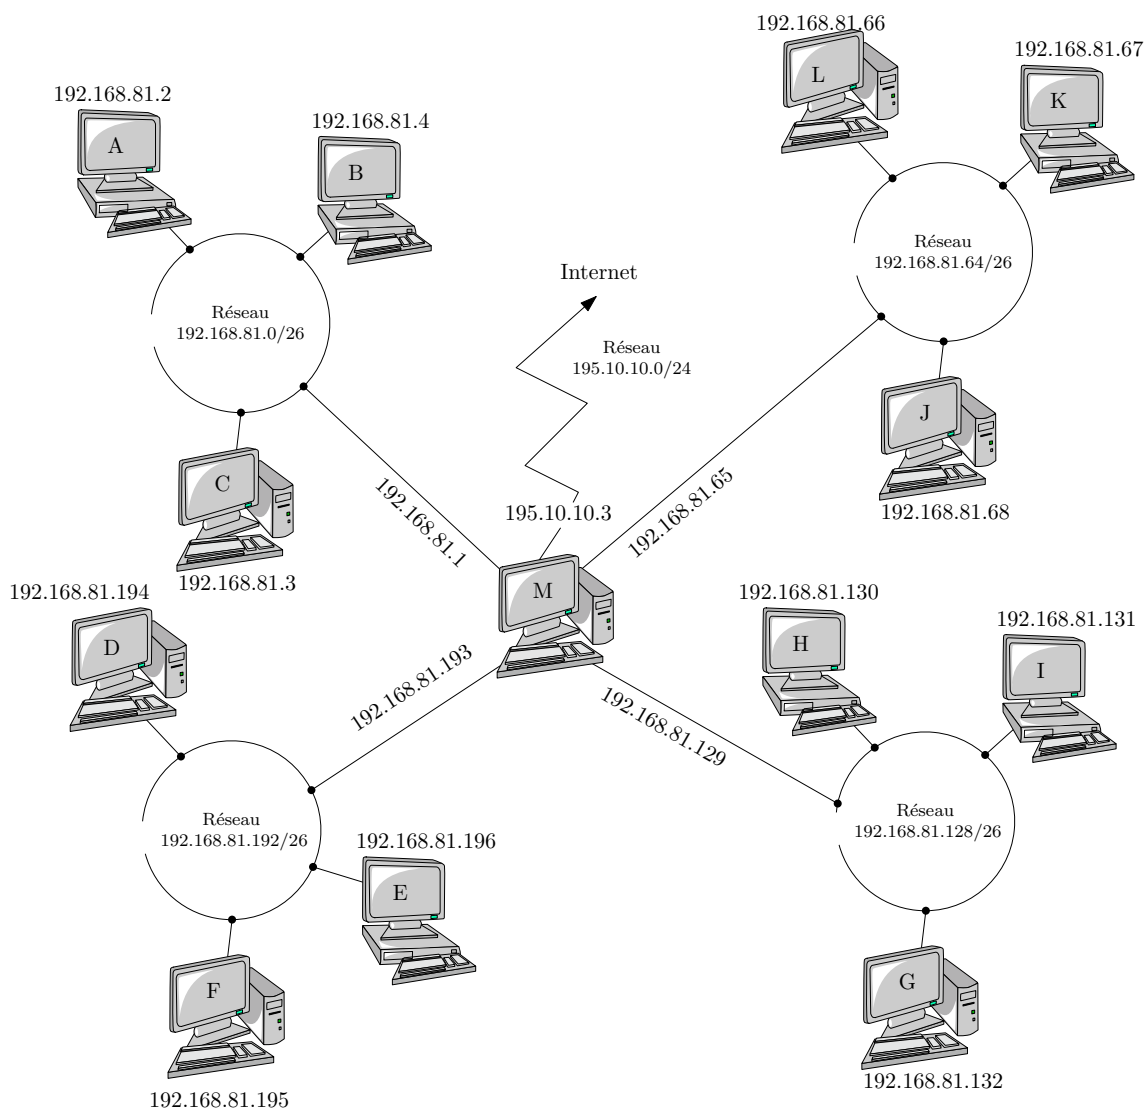 192.168.81.66
L
192.168.81.67
K
192.168.81.2
A
192.168.81.4
B
Réseau
192.168.81.64/26
Internet
Réseau
192.168.81.0/26
Réseau
195.10.10.0/24
J
192.168.81.68
C
192.168.81.3
192.168.81.1
195.10.10.3
192.168.81.65
M
192.168.81.194
D
192.168.81.193
192.168.81.129
192.168.81.130
H
192.168.81.131
I
Réseau
192.168.81.192/26
Réseau
192.168.81.128/26
192.168.81.196
E
F
192.168.81.195
G
192.168.81.132